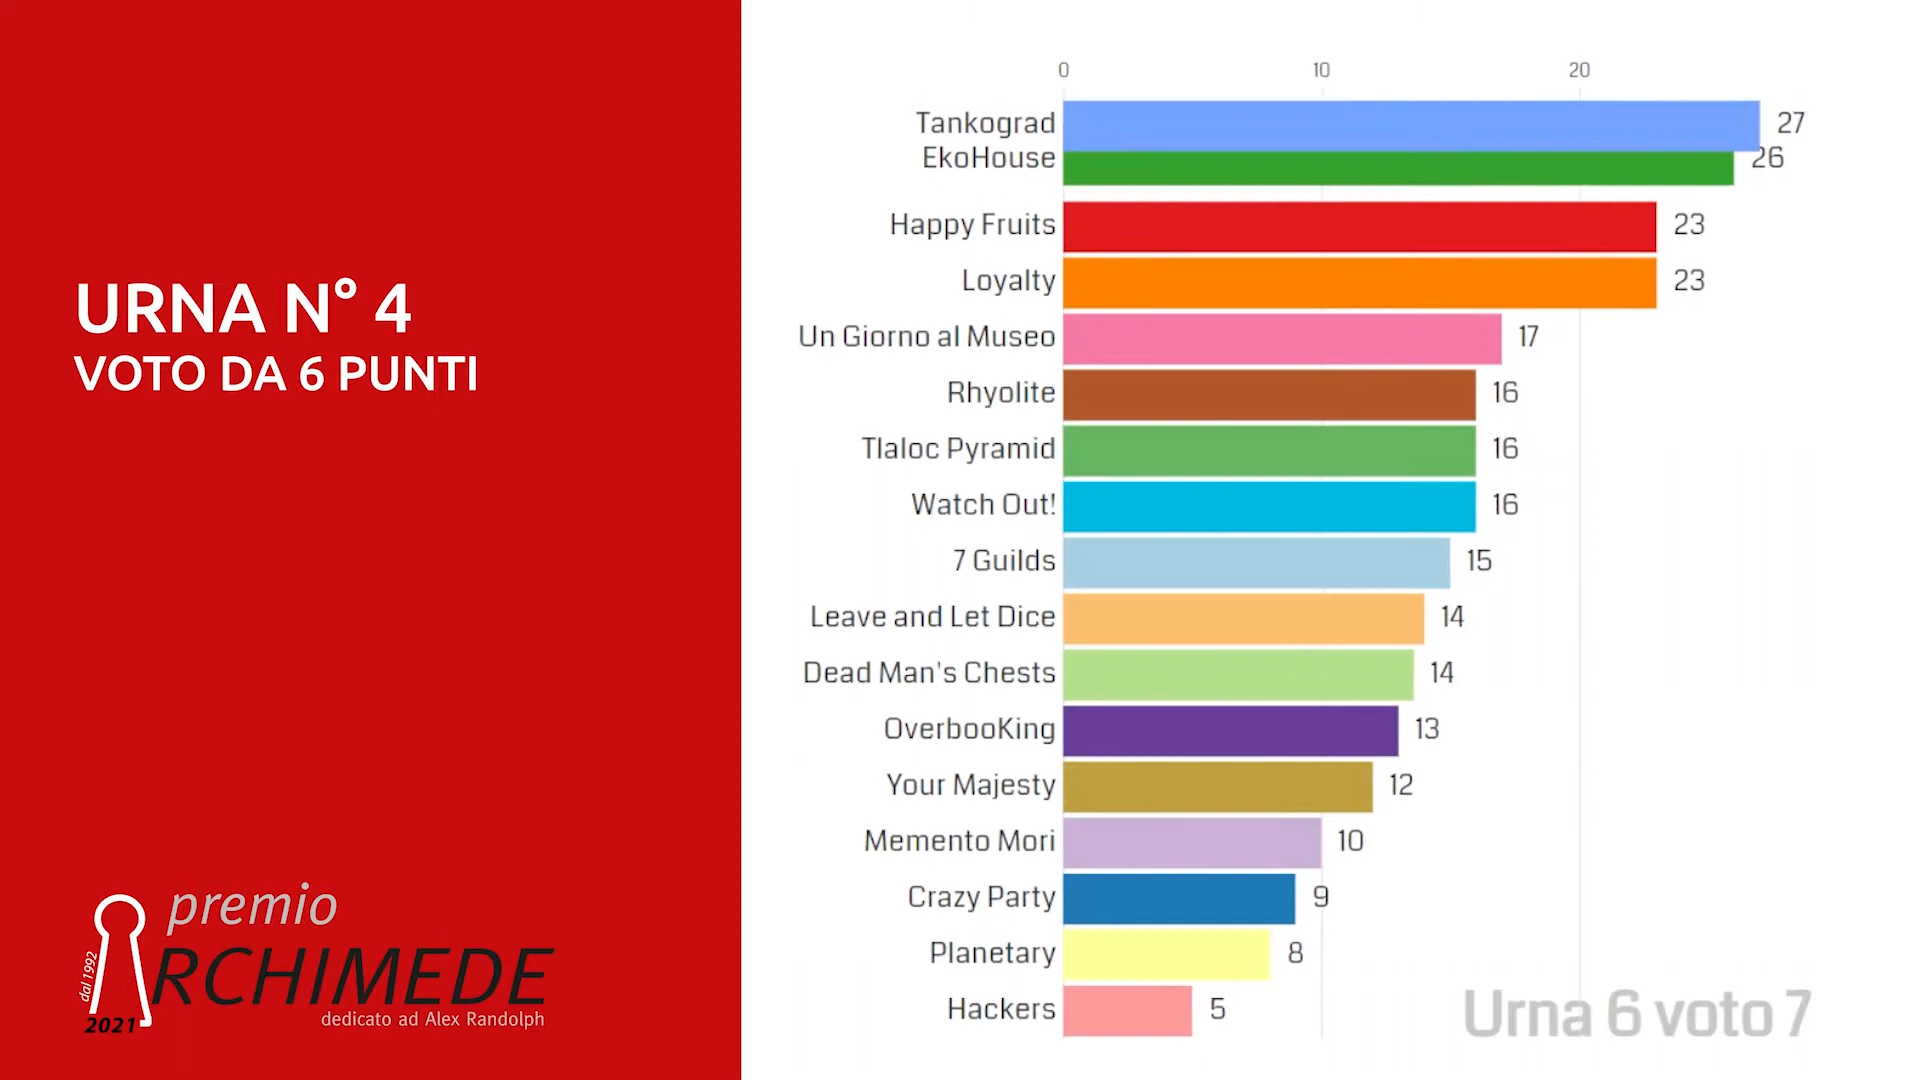 URNA N° 4
VOTO DA 6 PUNTI
premio
ARCHIMEDE
dal 1992
2021
dedicato ad Alex Randolph
0 10 20
Tankograd 27
EkoHouse 26
Happy Fruits 23
Loyalty 23
Un Giorno al Museo 17
Rhyolite 16
Tlaloc Pyramid 16
Watch Out! 16
7 Guilds 15
Leave and Let Dice 14
Dead Man's Chests 14
OverbooKing 13
Your Majesty 12
Memento Mori 10
Crazy Party 9
Planetary 8
Hackers 5
Urna 6 voto 7